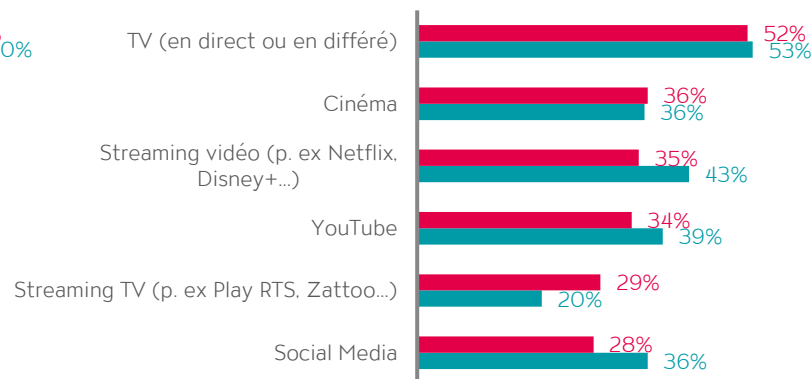 0%
TV (en direct ou en différé)
52%
53%
Cinéma
36%
36%
Streaming vidéo (p. ex Netflix,
Disney+...)
35%
43%
YouTube
34%
39%
Streaming TV (p. ex Play RTS, Zattoo...)
29%
20%
Social Media
28%
36%